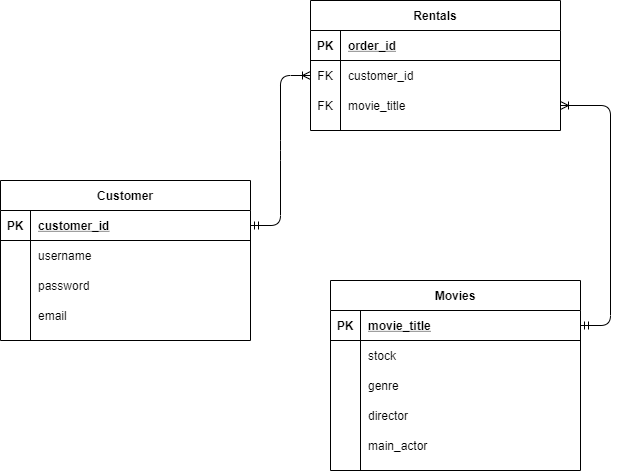 Rentals
PK order_id
FK customer_id
FK movie_title
Customer
PK customer_id
username
password
email
Movies
PK movie_title
stock
genre
director
main_actor